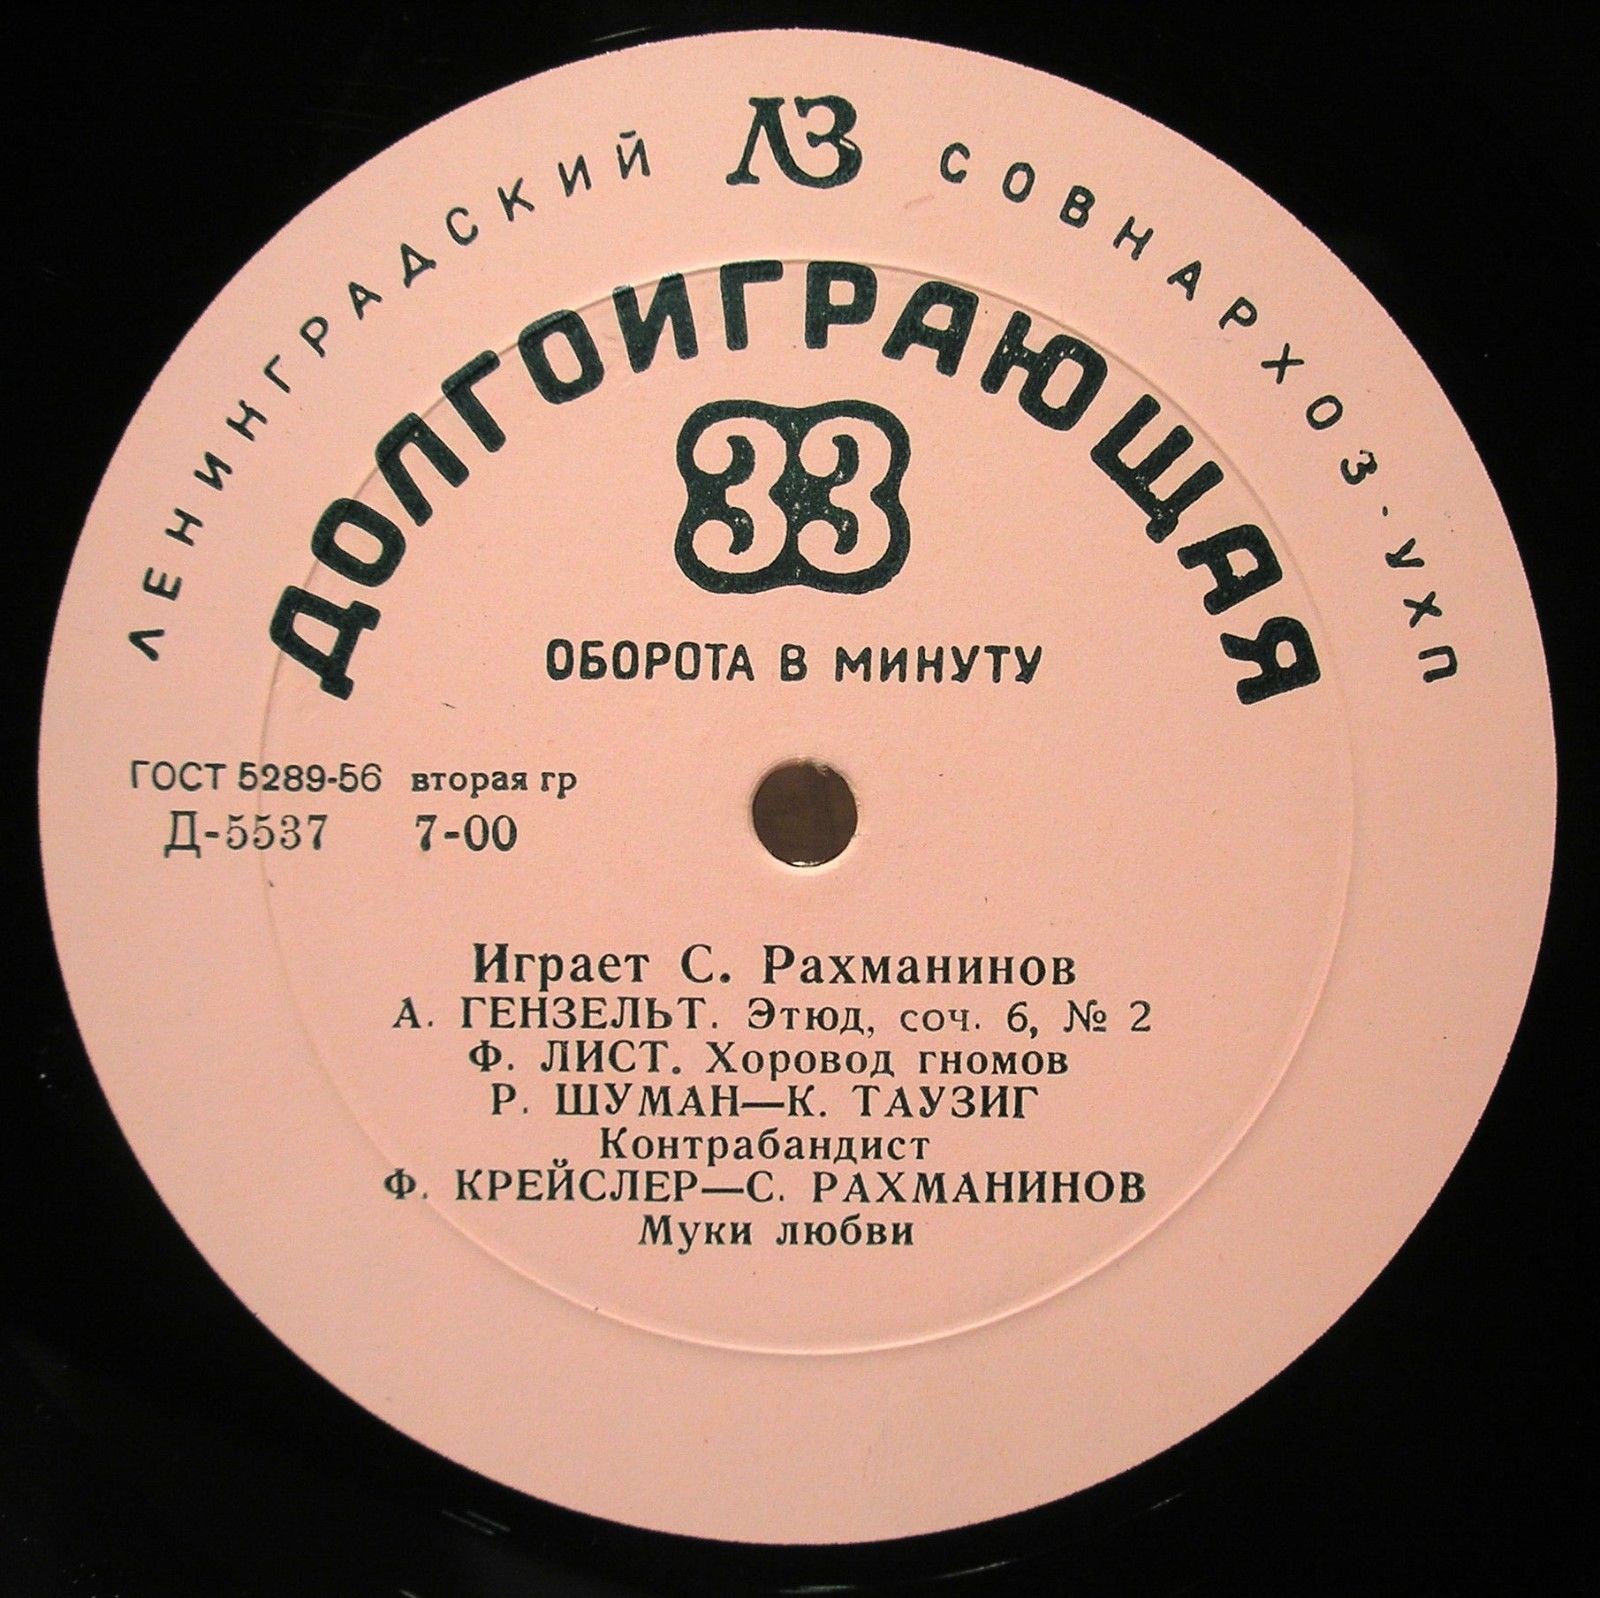 ЛЕНИНГРАДСКИЙ ЛЗ СОВНАРХОЗ-УХП
ДОЛГОИГРАЮЩАЯ
33
ОБОРОТА В МИНУТУ
ГОСТ 5289-56 вторая гр
Д-5537 7-00
Играет С. Рахманинов
А. ГЕНЗЕЛЬТ. Этюд, соч. 6, № 2
Ф. ЛИСТ. Хоровод гномов
Р. ШУМАН—К. ТАУЗИГ
Контрабандист
Ф. КРЕЙСЛЕР—С. РАХМАНИНОВ
Муки любви